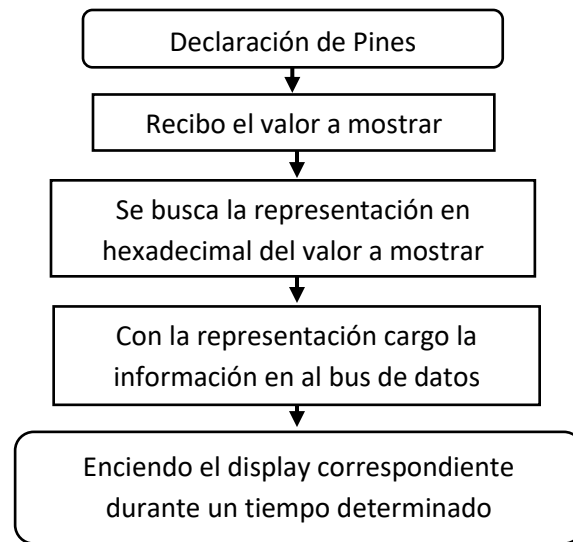 Declaración de Pines
Recibo el valor a mostrar
Se busca la representación en
hexadecimal del valor a mostrar
Con la representación cargo la
información en al bus de datos
Enciendo el display correspondiente
durante un tiempo determinado